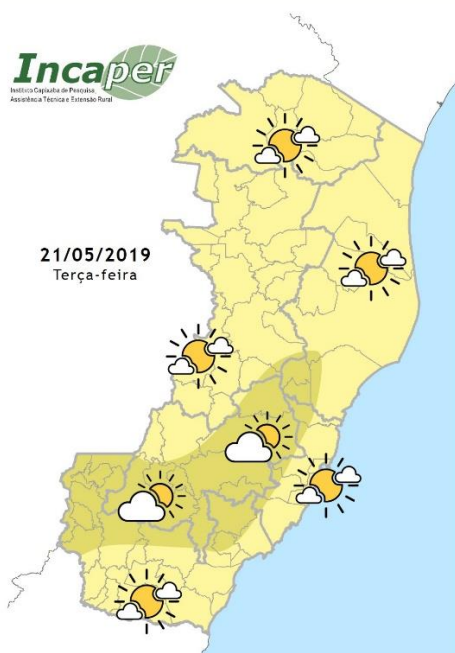 Incaper
Instituto Capixaba de Pesquisa,
Assistência Técnica e Extensão Rural
21/05/2019
Terça-feira